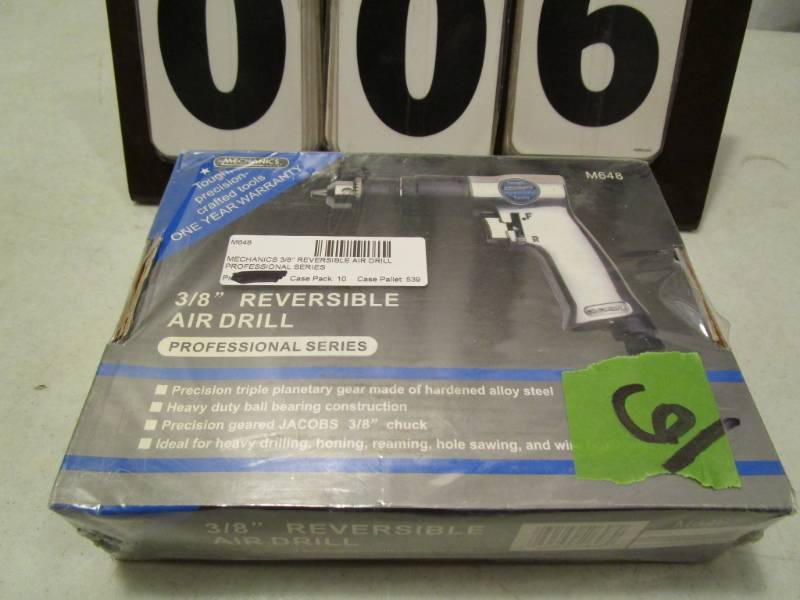 006
MECHANICS
Tough
precision-
crafted tools
ONE YEAR WARRANTY
M648
F
R
M648
MECHANICS 3/8" REVERSIBLE AIR DRILL
PROFESSIONAL SERIES
Case Pack: 10 Case Pallet: 539
3/8" REVERSIBLE
AIR DRILL
PROFESSIONAL SERIES
Precision triple planetary gear made of hardened alloy steel
Heavy duty ball bearing construction
Precision geared JACOBS 3/8" chuck
Ideal for heavy drilling, honing, reaming, hole sawing, and
3/8" REVERSIBLE
AIR DRILL
M648